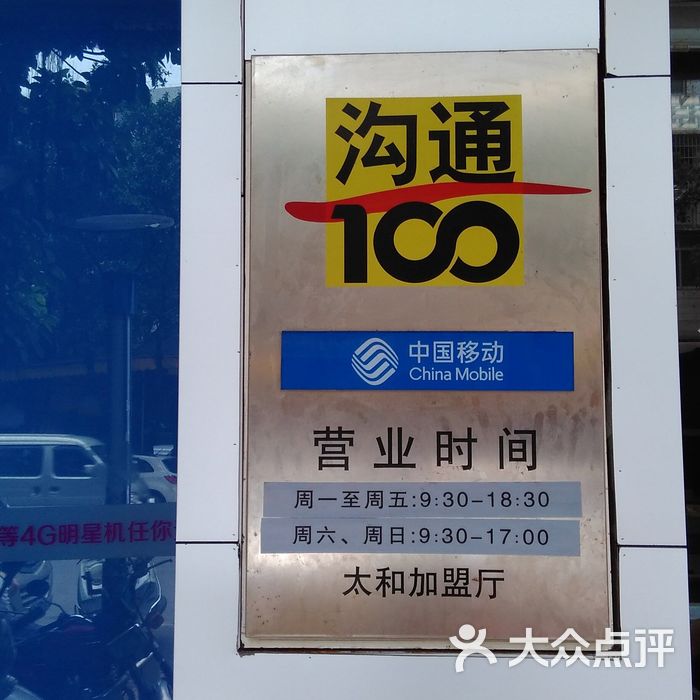 沟通
100
中国移动
China Mobile
营业时间
周一至周五:9:30-18:30
周六、周日:9:30-17:00
太和加盟厅
等4G明星机任你
大众点评